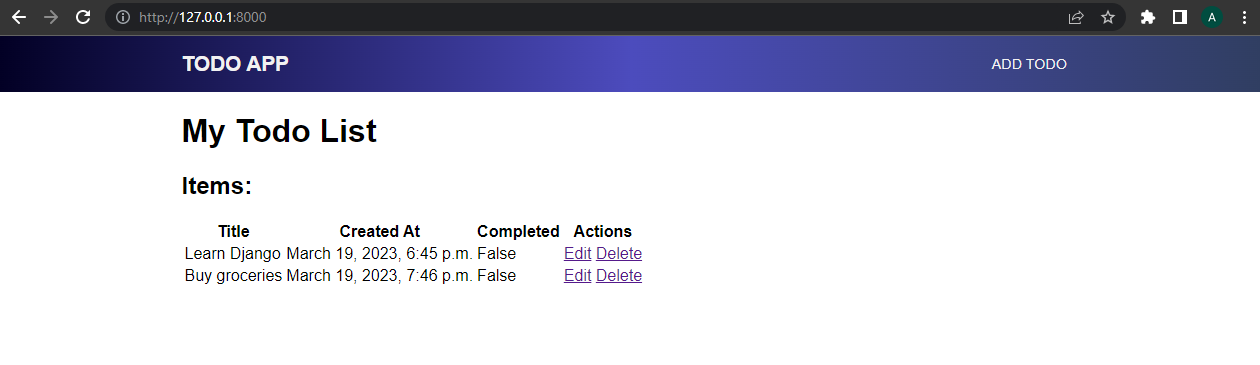 http://127.0.0.1:8000
A
TODO APP ADD TODO
My Todo List
Items:
Title Created At Completed Actions
Learn Django March 19, 2023, 6:45 p.m. False Edit Delete
Buy groceries March 19, 2023, 7:46 p.m. False Edit Delete